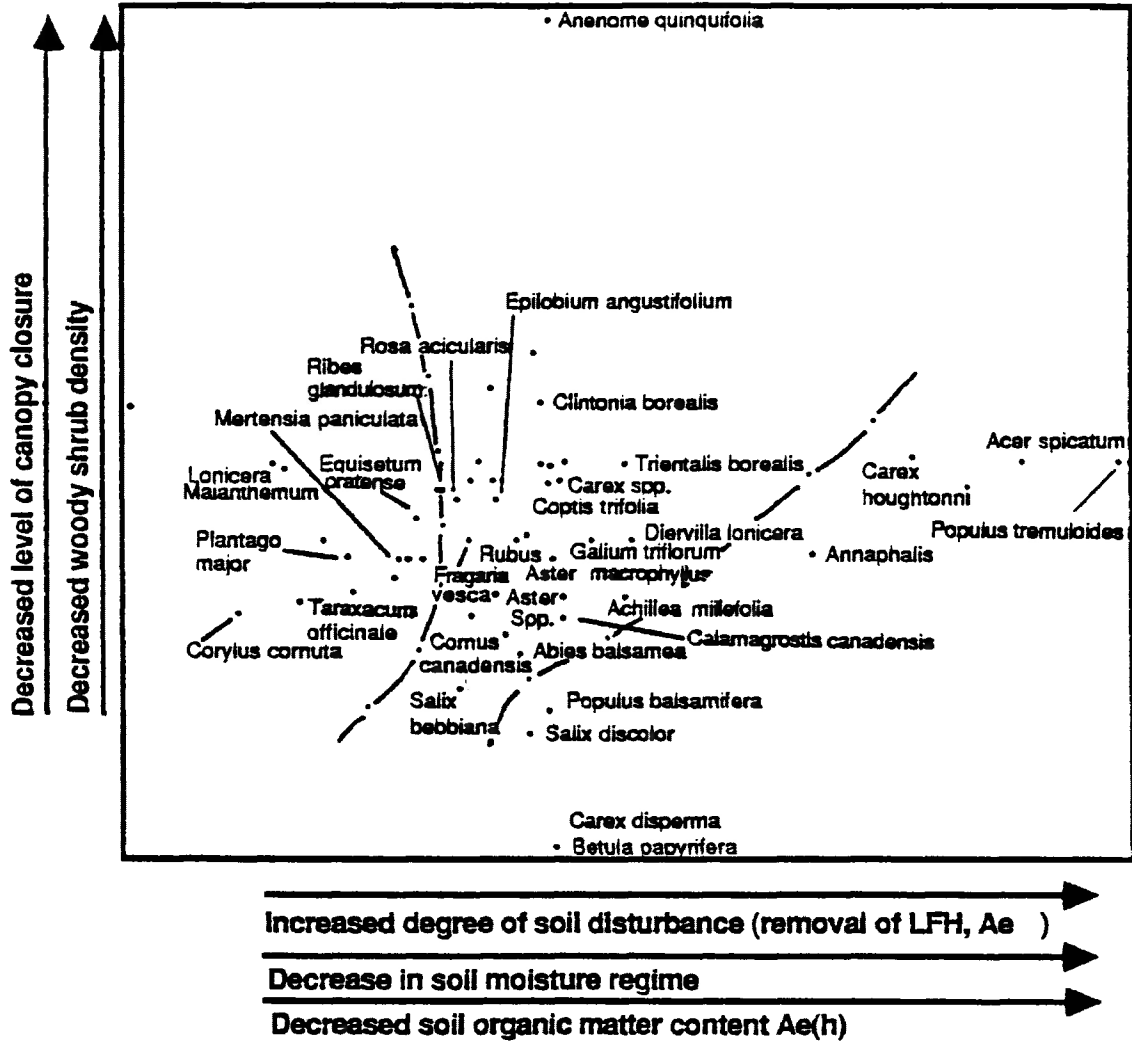 Anenome quinquifolia
Decreased level of canopy closure
Decreased woody shrub density
Epilobium angustifolium
Rosa acicularis
Ribes
glandulosum
Clintonia borealis
Mertensia paniculata
Acer spicatum
Lonicera
Maianthemum
Equisetum
pratense
Trientalis borealis
Carex
houghtonni
Carex spp.
Coptis trifolia
Populus tremuloides
Plantago
major
Diervilla lonicera
Rubus
Galium triflorum
Annaphalis
Fragaria
vesca
Aster macrophyllus
Aster
Spp.
Achillea millefolia
Taraxacum
officinale
Corylus cornuta
Cornus
canadensis
Calamagrostis canadensis
Abies balsamea
Salix
bebbiana
Populus balsamifera
Salix discolor
Carex disperma
Betula papyrifera
Increased degree of soil disturbance (removal of LFH, Ae )
Decrease in soil moisture regime
Decreased soil organic matter content Ae(h)